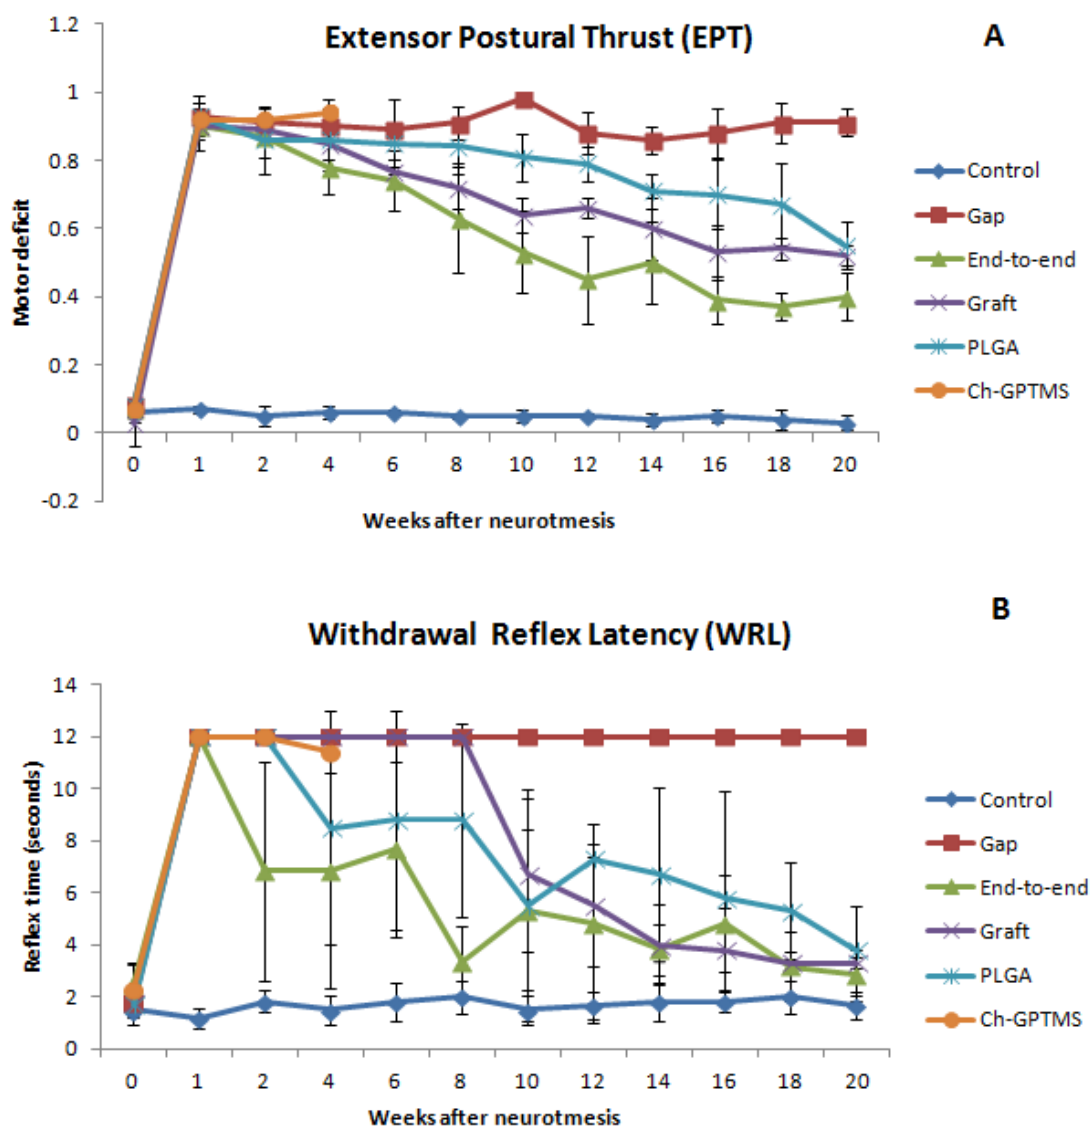 Extensor Postural Thrust (EPT)
A
1.2
1
0.8
0.6
0.4
0.2
0
-0.2
Motor deficit
0 1 2 4 6 8 10 12 14 16 18 20
Weeks after neurotmesis
Control
Gap
End-to-end
Graft
PLGA
Ch-GPTMS
B
Withdrawal Reflex Latency (WRL)
14
12
10
8
6
4
2
0
Reflex time (seconds)
0 1 2 4 6 8 10 12 14 16 18 20
Weeks after neurotmesis
Control
Gap
End-to-end
Graft
PLGA
Ch-GPTMS